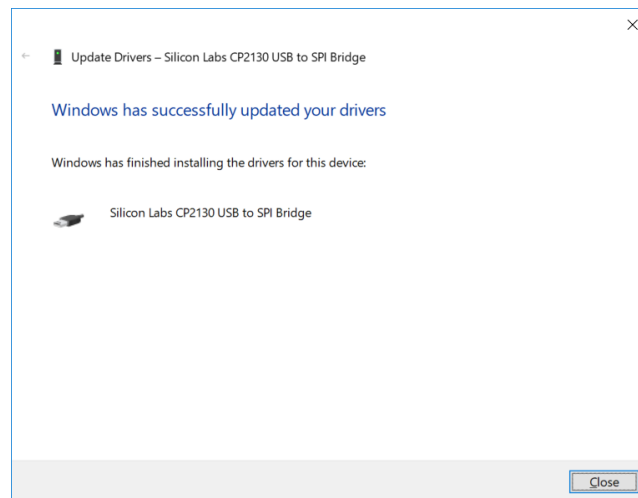 Update Drivers – Silicon Labs CP2130 USB to SPI Bridge
Windows has successfully updated your drivers
Windows has finished installing the drivers for this device:
Silicon Labs CP2130 USB to SPI Bridge
Close